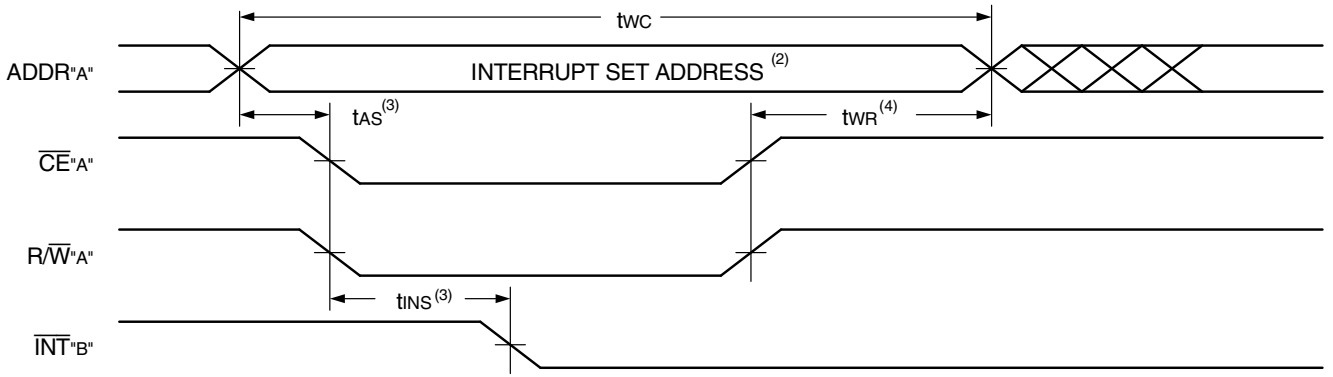 tWC
ADDR"A"
INTERRUPT SET ADDRESS (2)
tAS(3)
tWR(4)
CE"A"
R/W"A"
tINS(3)
INT"B"